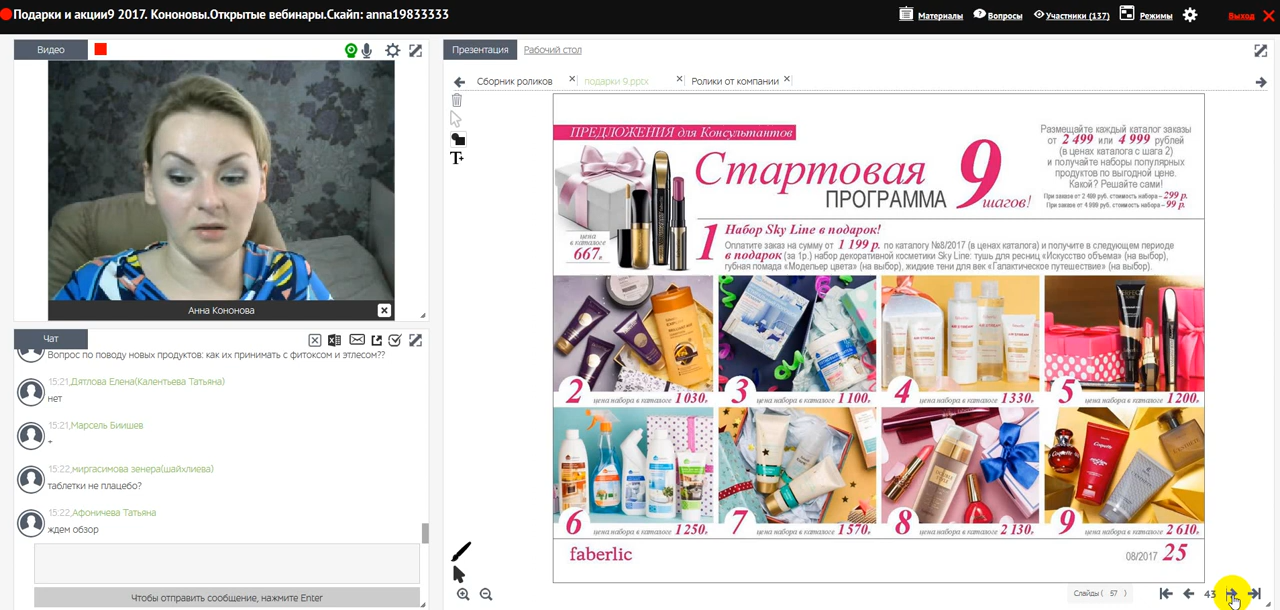 Подарки и акции9 2017. Кононовы.Открытые вебинары.Скайп: anna19833333
Материалы Вопросы Участники (137) Режимы Выход
Видео
Анна Кононова
Чат
Вопрос по поводу новых продуктов: как их принимать с фитоксом и этлесом??
15:21,Дятлова Елена(Калентьева Татьяна)
нет
15:21,Марсель Биишев
+
15:22,миргасимова зенера(шайхлиева)
таблетки не плацебо?
15:22,Афоничева Татьяна
ждем обзор
Чтобы отправить сообщение, нажмите Enter
Презентация Рабочий стол
Сборник роликов подарки 9.ppsx Ролики от компании
T+
ПРЕДЛОЖЕНИЯ для Консультантов
Стартовая
ПРОГРАММА
9
шагов!
Размещайте каждый каталог заказы
от 2 499 или 4 999 рублей
(в ценах каталога с шага 2)
и получайте наборы популярных
продуктов по выгодной цене.
Какой? Решайте сами!
При заказе от 2 499 руб. стоимость набора – 299 р.
При заказе от 4 999 руб. стоимость набора – 99 р.
цена
в каталоге
667р.
1
Набор Sky Line в подарок!
Оплатите заказ на сумму от 1 199 р. по каталогу №8/2017 (в ценах каталога) и получите в следующем периоде
в подарок (за 1р.) набор декоративной косметики Sky Line: тушь для ресниц «Искусство объема» (на выбор),
губная помада «Модельер цвета» (на выбор), жидкие тени для век «Галактическое путешествие» (на выбор).
2 цена набора в каталоге 1 030р.
3 цена набора в каталоге 1 100р.
4 цена набора в каталоге 1 330р.
5 цена набора в каталоге 1 200р.
6 цена набора в каталоге 1 250р.
7 цена набора в каталоге 1 570р.
8 цена набора в каталоге 2 130р.
9 цена набора в каталоге 2 610р.
faberlic
08/2017 25
Слайды ( 57 ) 43